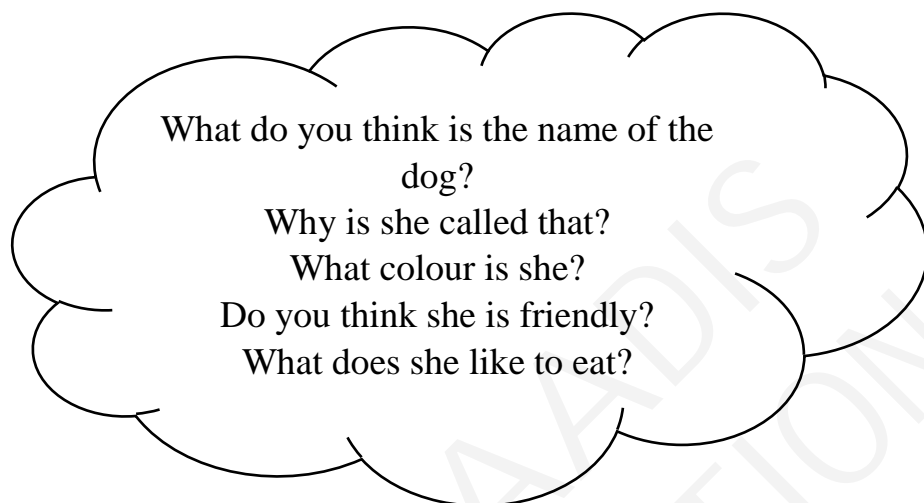 What do you think is the name of the
dog?
Why is she called that?
What colour is she?
Do you think she is friendly?
What does she like to eat?